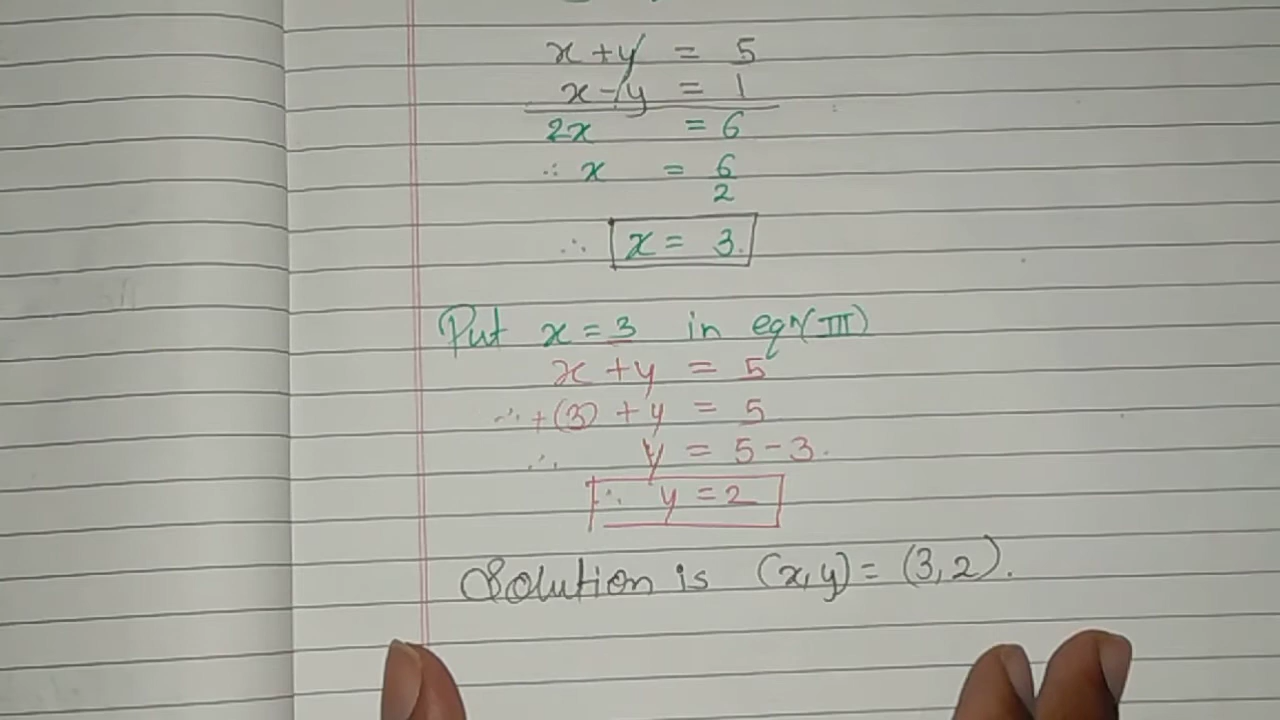 x + y = 5
x - y = 1
2x = 6
∴ x = 6/2
∴ x = 3.
Put x = 3 in eqn (III)
x + y = 5
∴ +(3) + y = 5
∴ y = 5 - 3.
∴ y = 2
Solution is (x, y) = (3, 2).